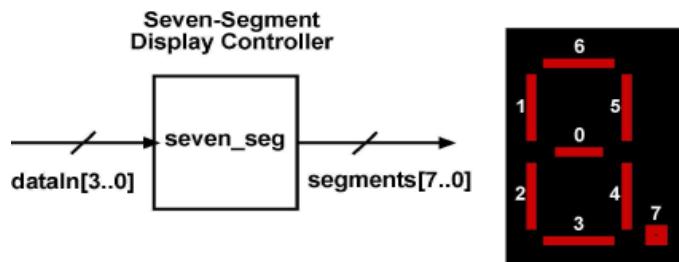 Seven-Segment
Display Controller
seven_seg
dataIn[3..0]
segments[7..0]
6
1
5
0
2
4
7
3